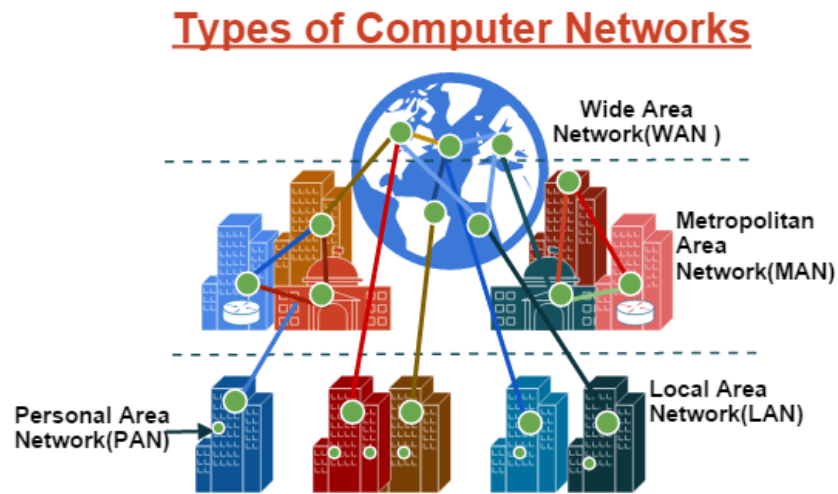 Types of Computer Networks
Wide Area
Network(WAN )
Metropolitan
Area
Network(MAN)
Local Area
Network(LAN)
Personal Area
Network(PAN)